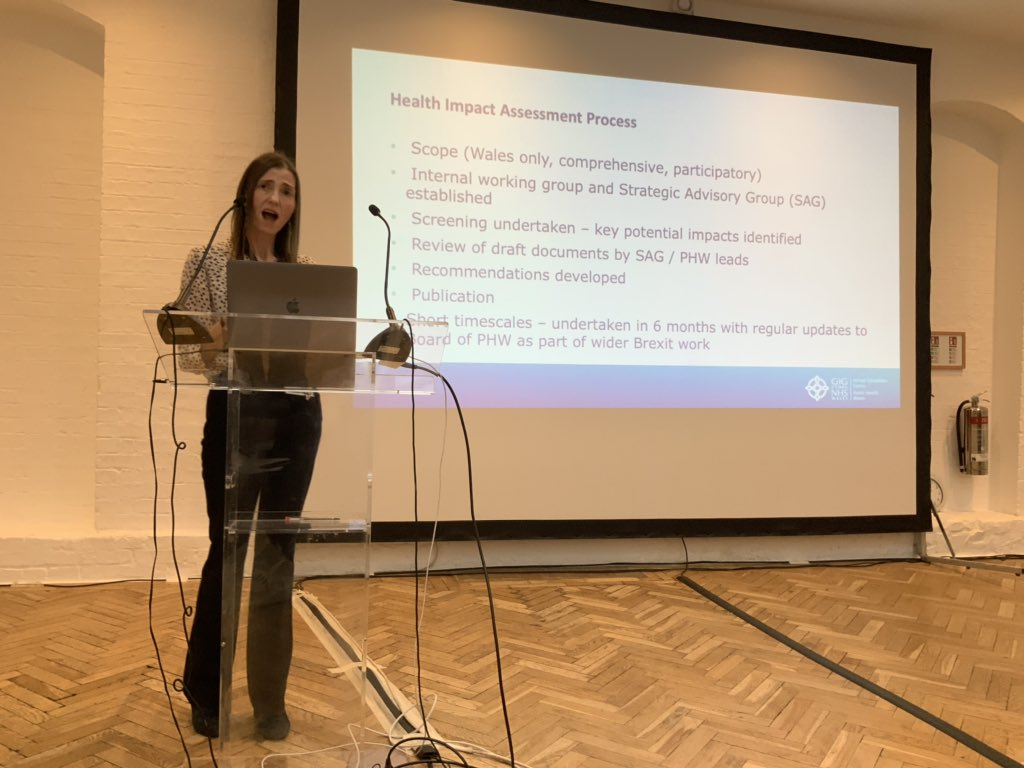 Health Impact Assessment Process
Scope (Wales only, comprehensive, participatory)
Internal working group and Strategic Advisory Group (SAG)
established
Screening undertaken – key potential impacts identified
Review of draft documents by SAG / PHW leads
Recommendations developed
Publication
Short timescales – undertaken in 6 months with regular updates to
Board of PHW as part of wider Brexit work
GIG
NHS